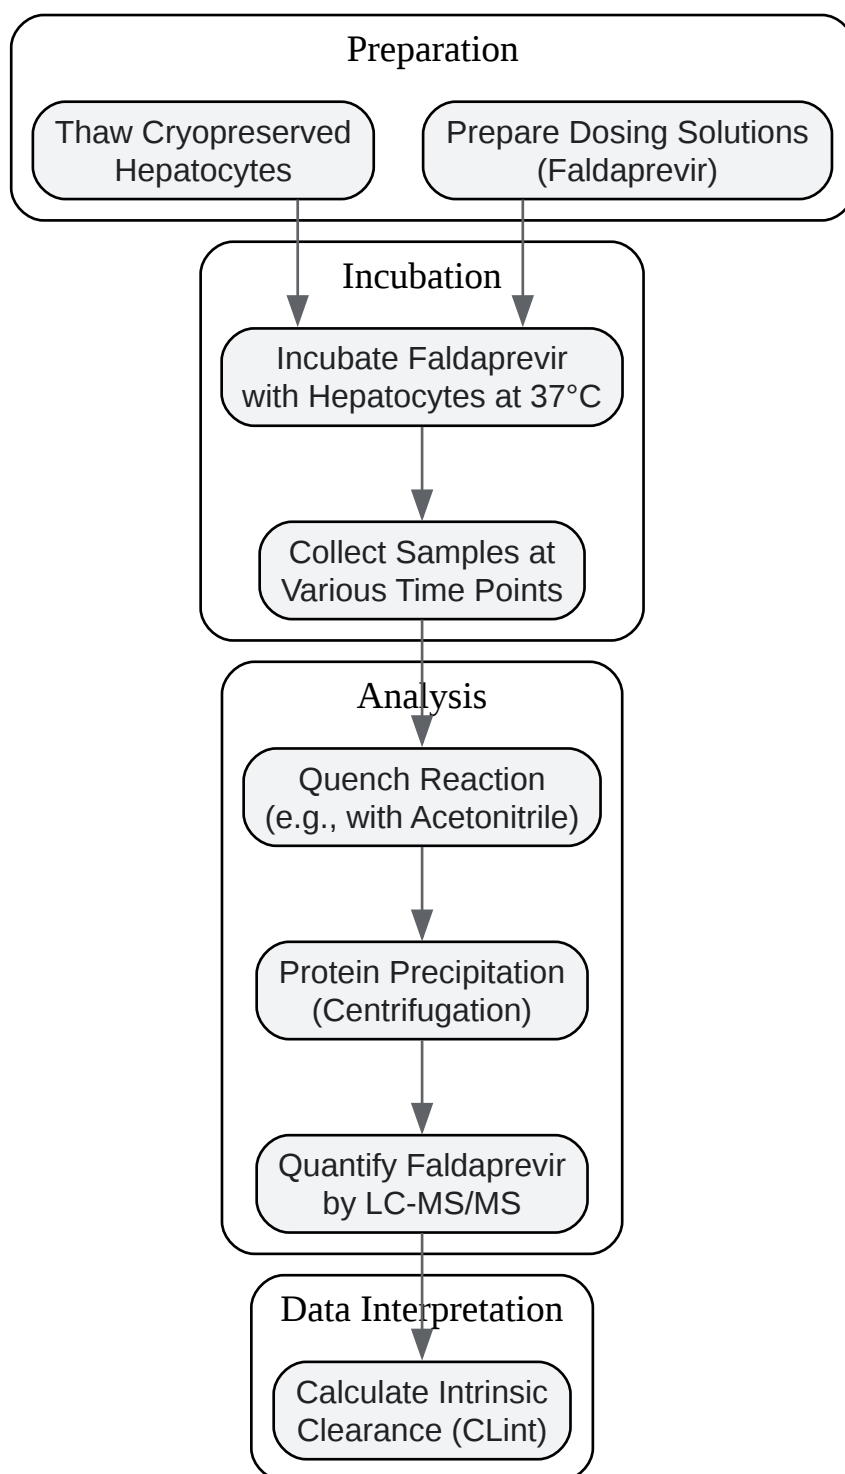 Preparation
Thaw Cryopreserved
Hepatocytes
Prepare Dosing Solutions
(Faldaprevir)
Incubation
Incubate Faldaprevir
with Hepatocytes at 37°C
Collect Samples at
Various Time Points
Analysis
Quench Reaction
(e.g., with Acetonitrile)
Protein Precipitation
(Centrifugation)
Quantify Faldaprevir
by LC-MS/MS
Data Interpretation
Calculate Intrinsic
Clearance (CLint)